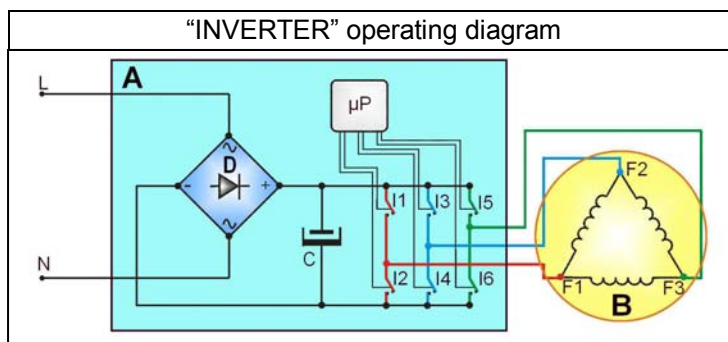 “INVERTER” operating diagram
A
L
µP
D
~
- +
~
C
N
I1 I3 I5
I2 I4 I6
F2
F1 F3
B